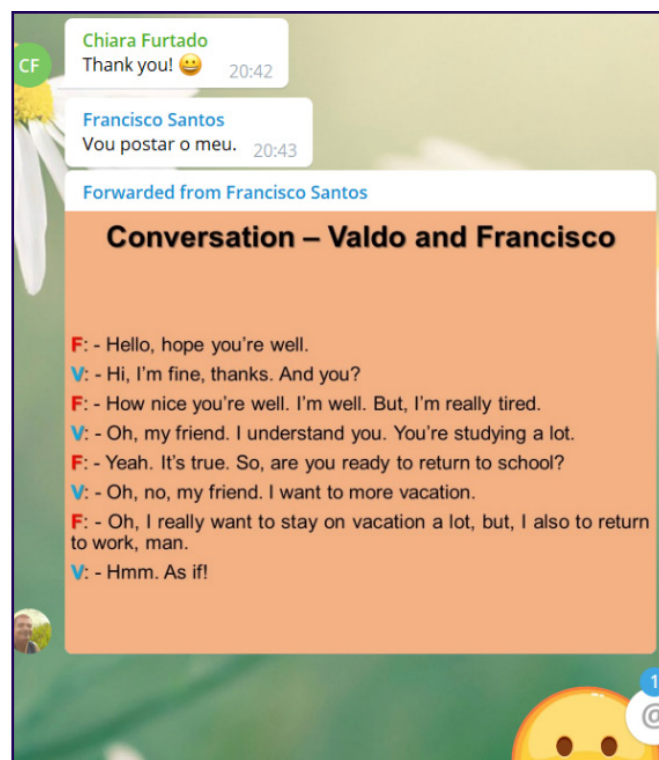 Chiara Furtado
CF
Thank you! 😀 20:42
Francisco Santos
Vou postar o meu. 20:43
Forwarded from Francisco Santos
Conversation – Valdo and Francisco
F: - Hello, hope you're well.
V: - Hi, I'm fine, thanks. And you?
F: - How nice you're well. I'm well. But, I'm really tired.
V: - Oh, my friend. I understand you. You're studying a lot.
F: - Yeah. It's true. So, are you ready to return to school?
V: - Oh, no, my friend. I want to more vacation.
F: - Oh, I really want to stay on vacation a lot, but, I also to return
to work, man.
V: - Hmm. As if!
1
@